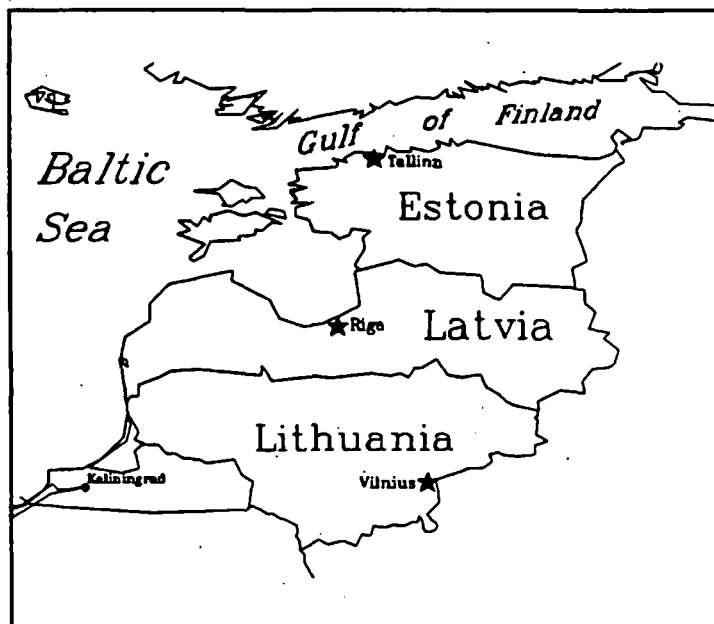 Gulf of Finland
Baltic
Sea
Tallinn
Estonia
Riga
Latvia
Lithuania
Kaliningrad
Vilnius